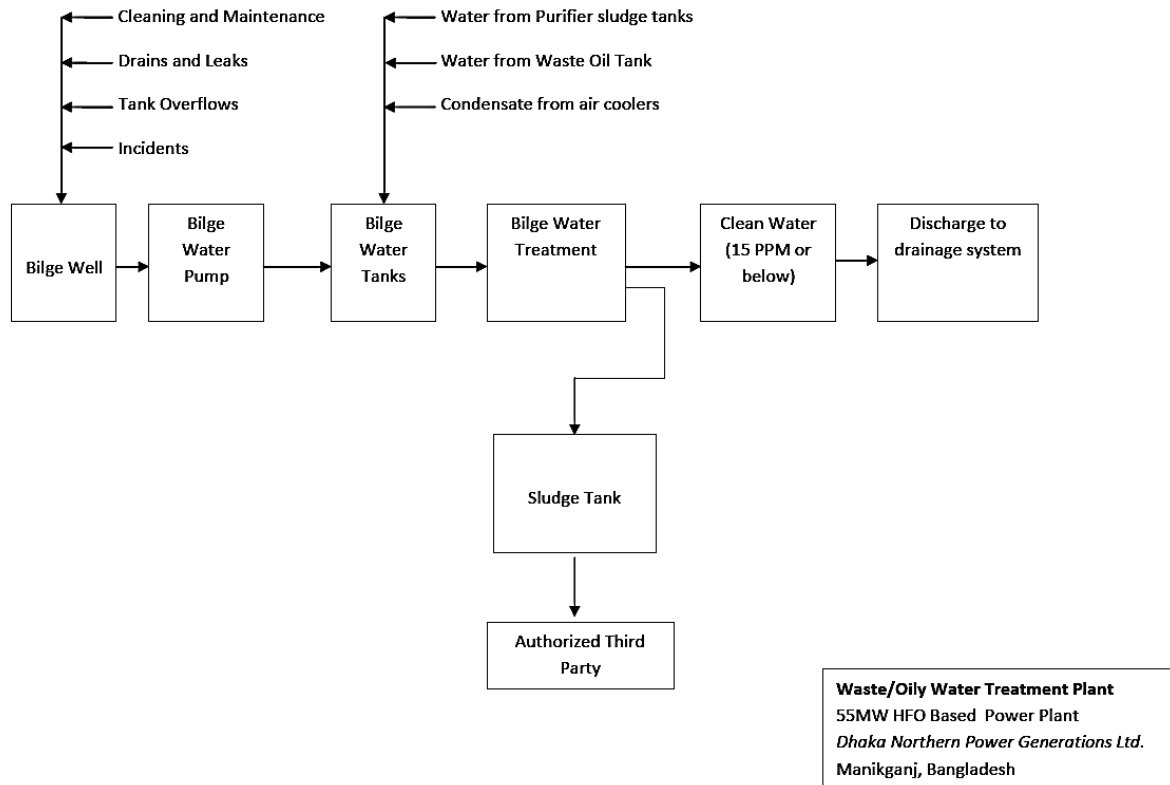 Cleaning and Maintenance
Drains and Leaks
Tank Overflows
Incidents
Water from Purifier sludge tanks
Water from Waste Oil Tank
Condensate from air coolers
Bilge Well
Bilge
Water
Pump
Bilge
Water
Tanks
Bilge Water
Treatment
Clean Water
(15 PPM or
below)
Discharge to
drainage system
Sludge Tank
Authorized Third
Party
Waste/Oily Water Treatment Plant
55MW HFO Based Power Plant
Dhaka Northern Power Generations Ltd.
Manikganj, Bangladesh